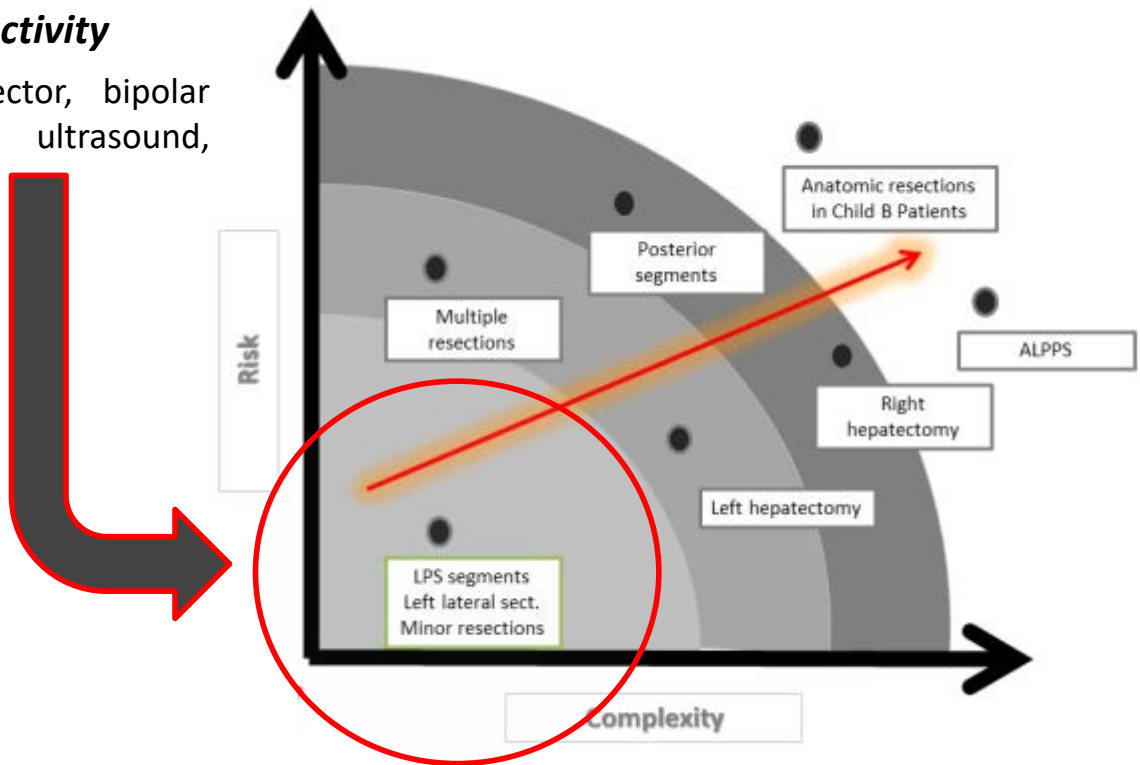 ctivity
ector, bipolar
ultrasound,
Anatomic resections
in Child B Patients
Posterior
segments
Multiple
resections
Risk
ALPPS
Right
hepatectomy
Left hepatectomy
LPS segments
Left lateral sect.
Minor resections
Complexity